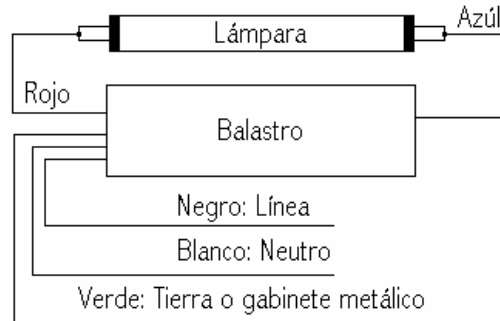 Azúl
Lámpara
Rojo
Balastro
Negro: Línea
Blanco: Neutro
Verde: Tierra o gabinete metálico